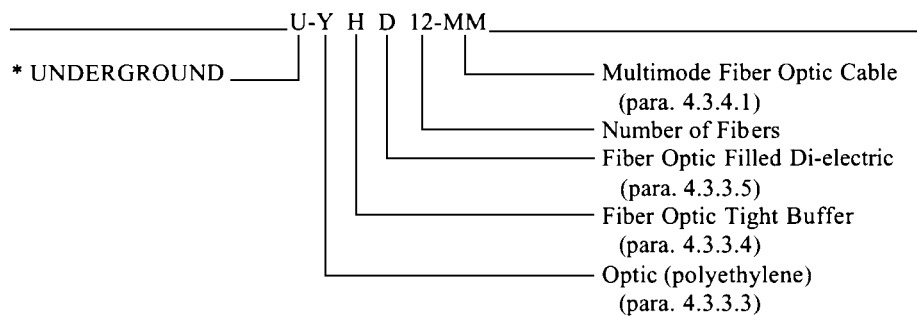 U-Y H D 12-MM
* UNDERGROUND
Multimode Fiber Optic Cable
(para. 4.3.4.1)
Number of Fibers
Fiber Optic Filled Di-electric
(para. 4.3.3.5)
Fiber Optic Tight Buffer
(para. 4.3.3.4)
Optic (polyethylene)
(para. 4.3.3.3)